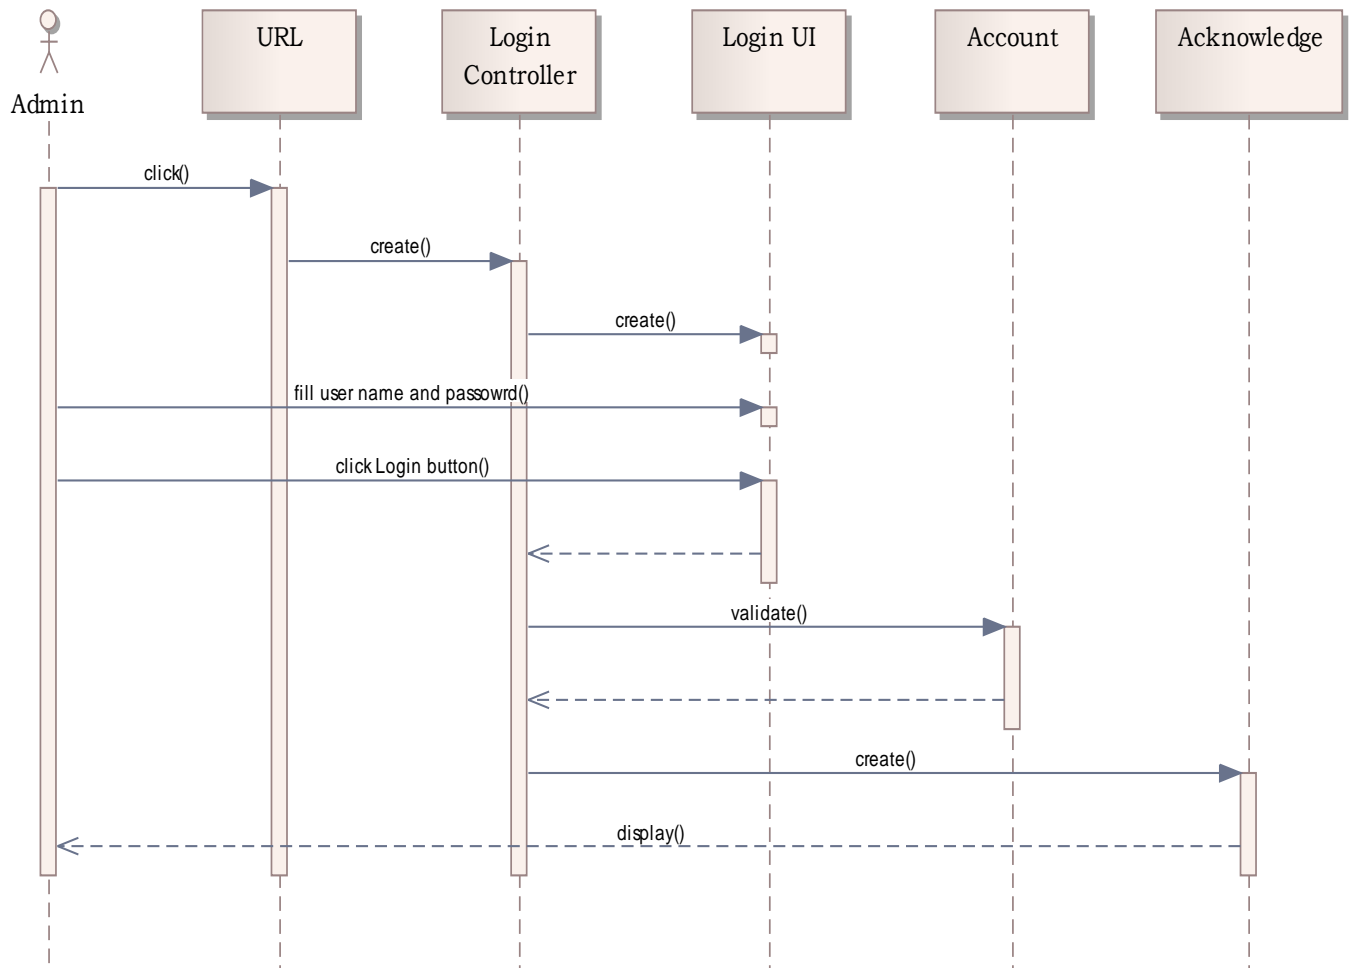 Admin
URL
Login
Controller
Login UI
Account
Acknowledge
click()
create()
create()
fill user name and passowrd()
click Login button()
validate()
create()
display()